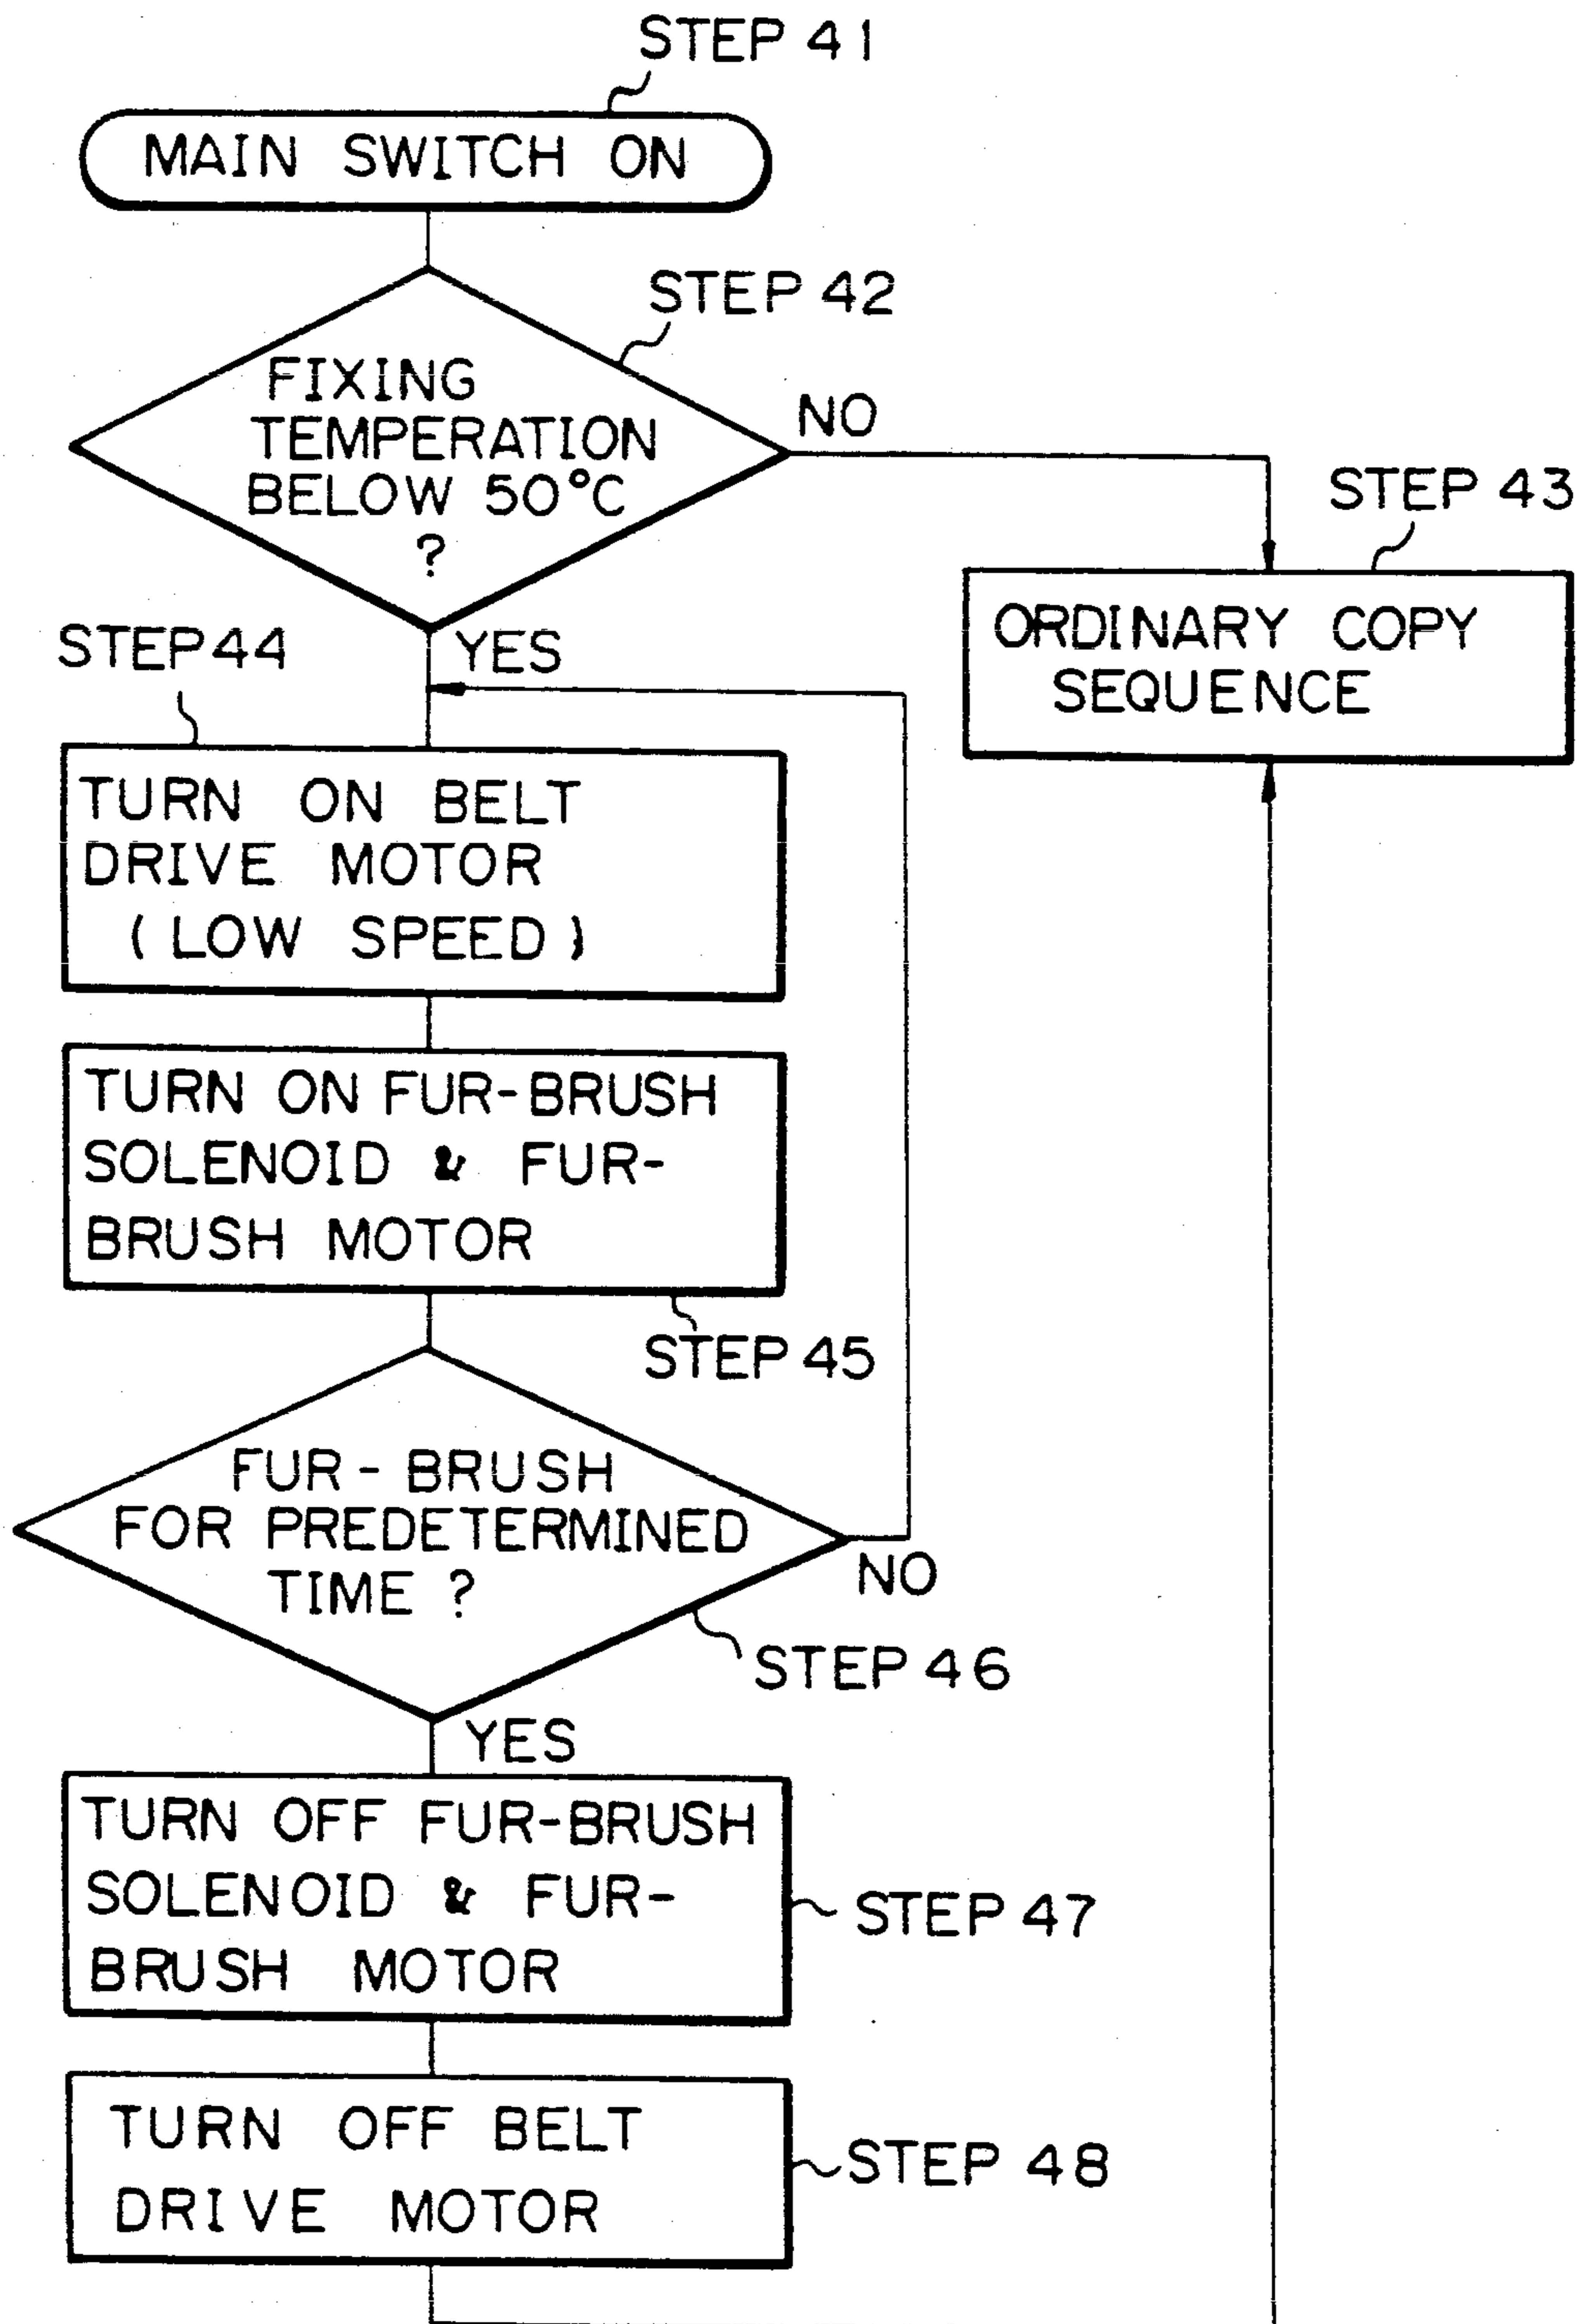 STEP 41
MAIN SWITCH ON
STEP 42
FIXING
TEMPERATION
BELOW 50°C
?
NO
STEP 43
ORDINARY COPY
SEQUENCE
YES
STEP 44
TURN ON BELT
DRIVE MOTOR
(LOW SPEED)
TURN ON FUR-BRUSH
SOLENOID & FUR-
BRUSH MOTOR
STEP 45
FUR-BRUSH
FOR PREDETERMINED
TIME ?
NO
STEP 46
YES
TURN OFF FUR-BRUSH
SOLENOID & FUR-
BRUSH MOTOR
STEP 47
TURN OFF BELT
DRIVE MOTOR
STEP 48